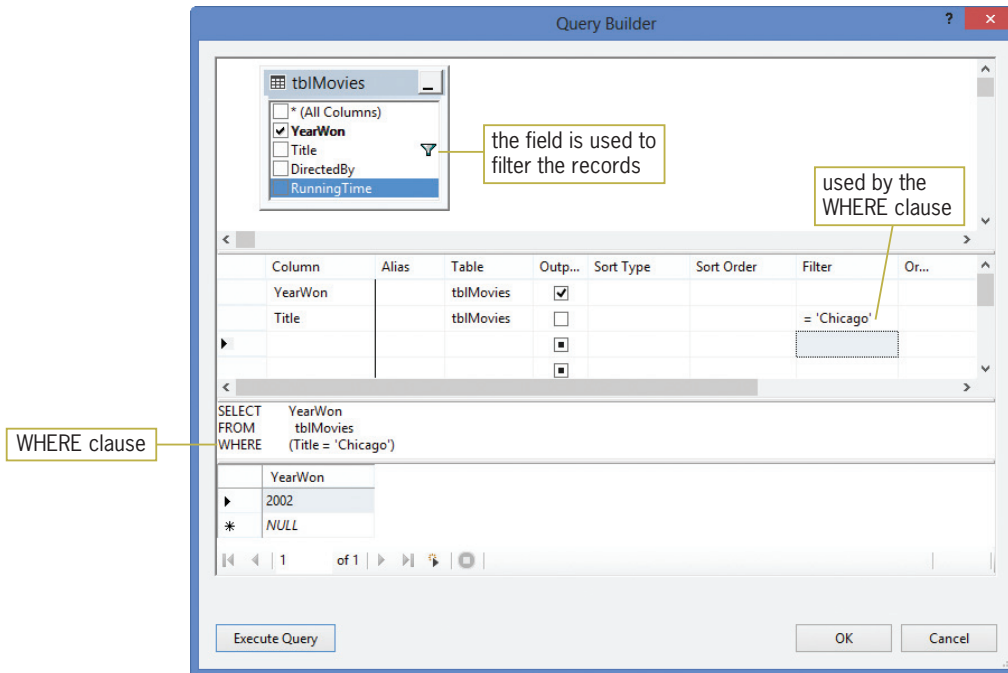 Query Builder
?
×
tblMovies
* (All Columns)
YearWon
Title
DirectedBy
RunningTime
the field is used to
filter the records
used by the
WHERE clause
Column Alias Table Outp... Sort Type Sort Order Filter Or...
YearWon tblMovies
Title tblMovies = 'Chicago'
SELECT YearWon
FROM tblMovies
WHERE (Title = 'Chicago')
WHERE clause
YearWon
2002
NULL
1 of 1
Execute Query
OK
Cancel